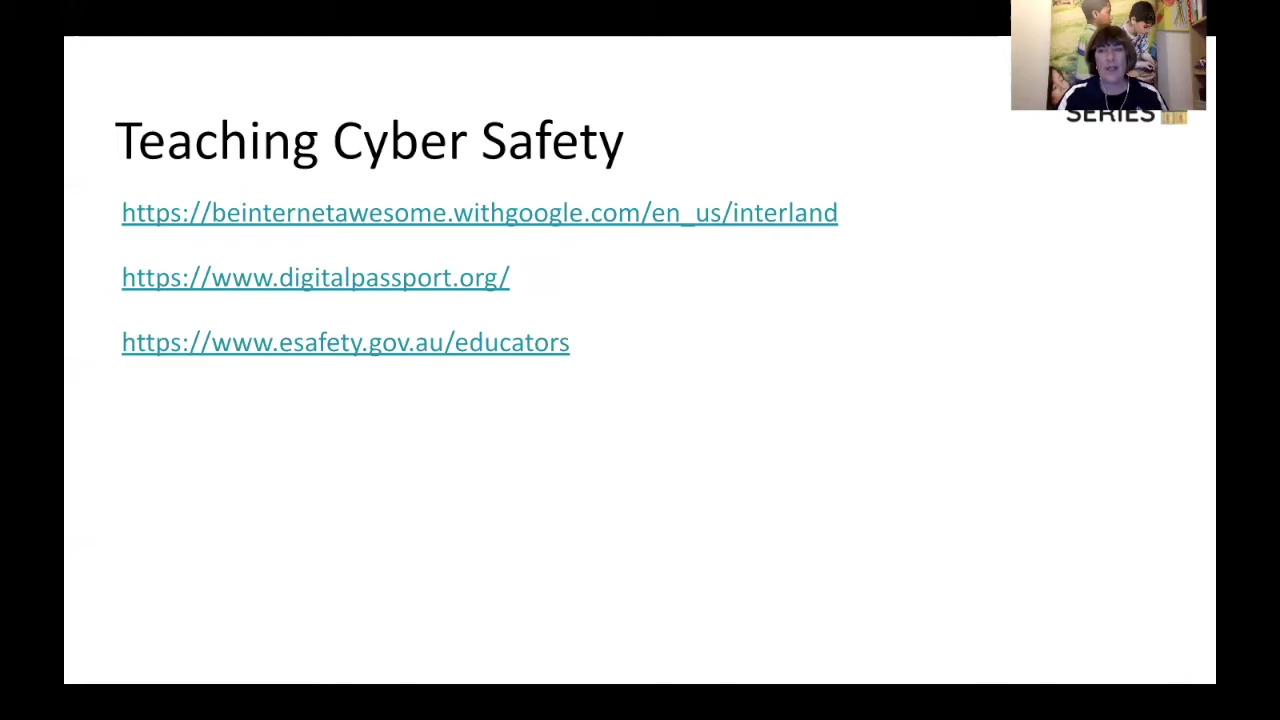 SERIES
Teaching Cyber Safety
https://beinternetawesome.withgoogle.com/en_us/interland
https://www.digitalpassport.org/
https://www.esafety.gov.au/educators